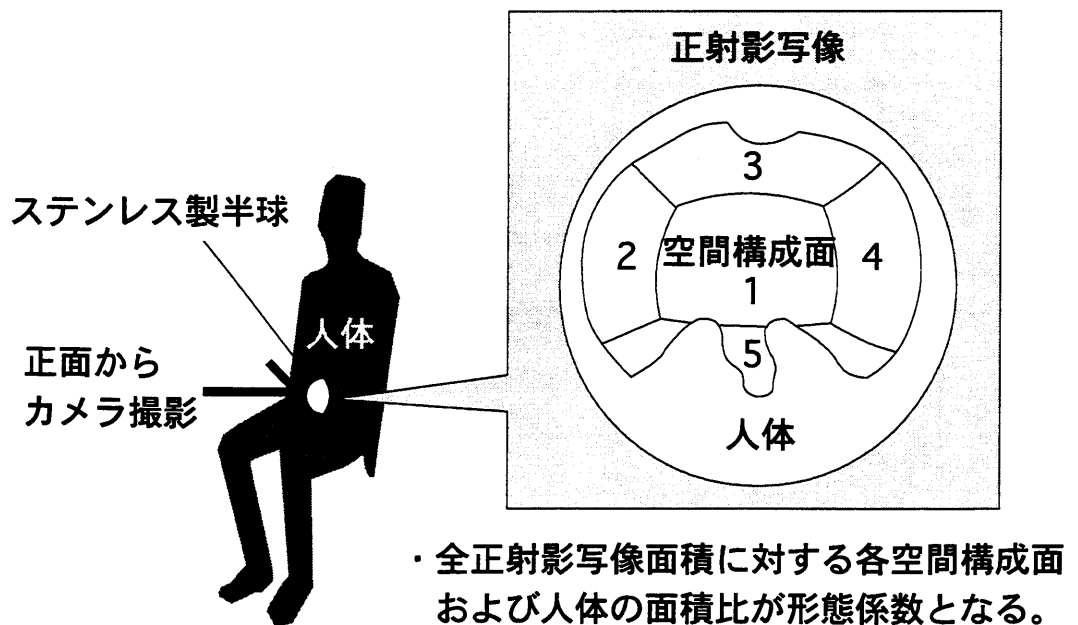 正射影写像
3
2
空間構成面
4
1
5
人体
ステンレス製半球
人体
正面から
カメラ撮影
・全正射影写像面積に対する各空間構成面
および人体の面積比が形態係数となる。